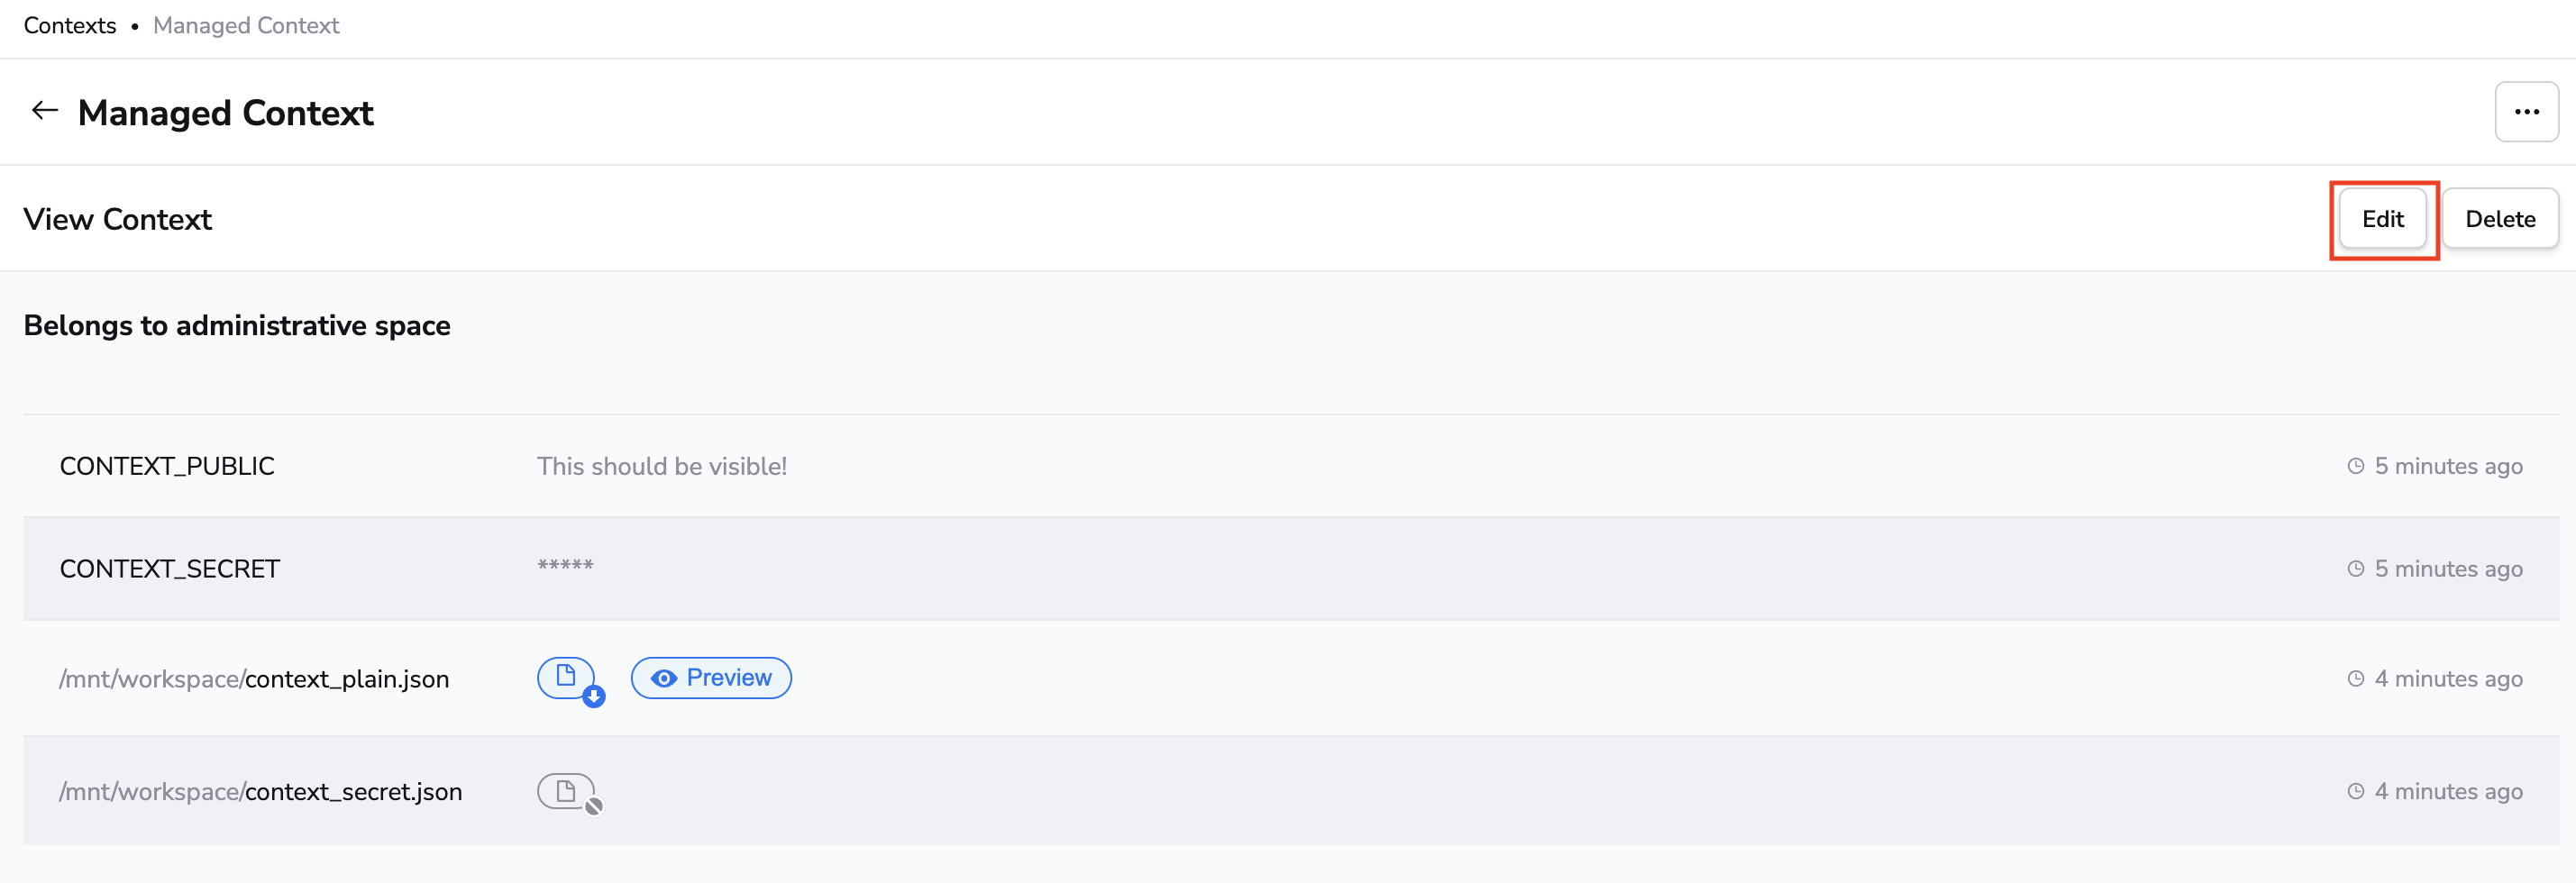 Contexts • Managed Context
← Managed Context ...
View Context Edit Delete
Belongs to administrative space
CONTEXT_PUBLIC This should be visible! 5 minutes ago
CONTEXT_SECRET ***** 5 minutes ago
/mnt/workspace/context_plain.json Preview 4 minutes ago
/mnt/workspace/context_secret.json 4 minutes ago